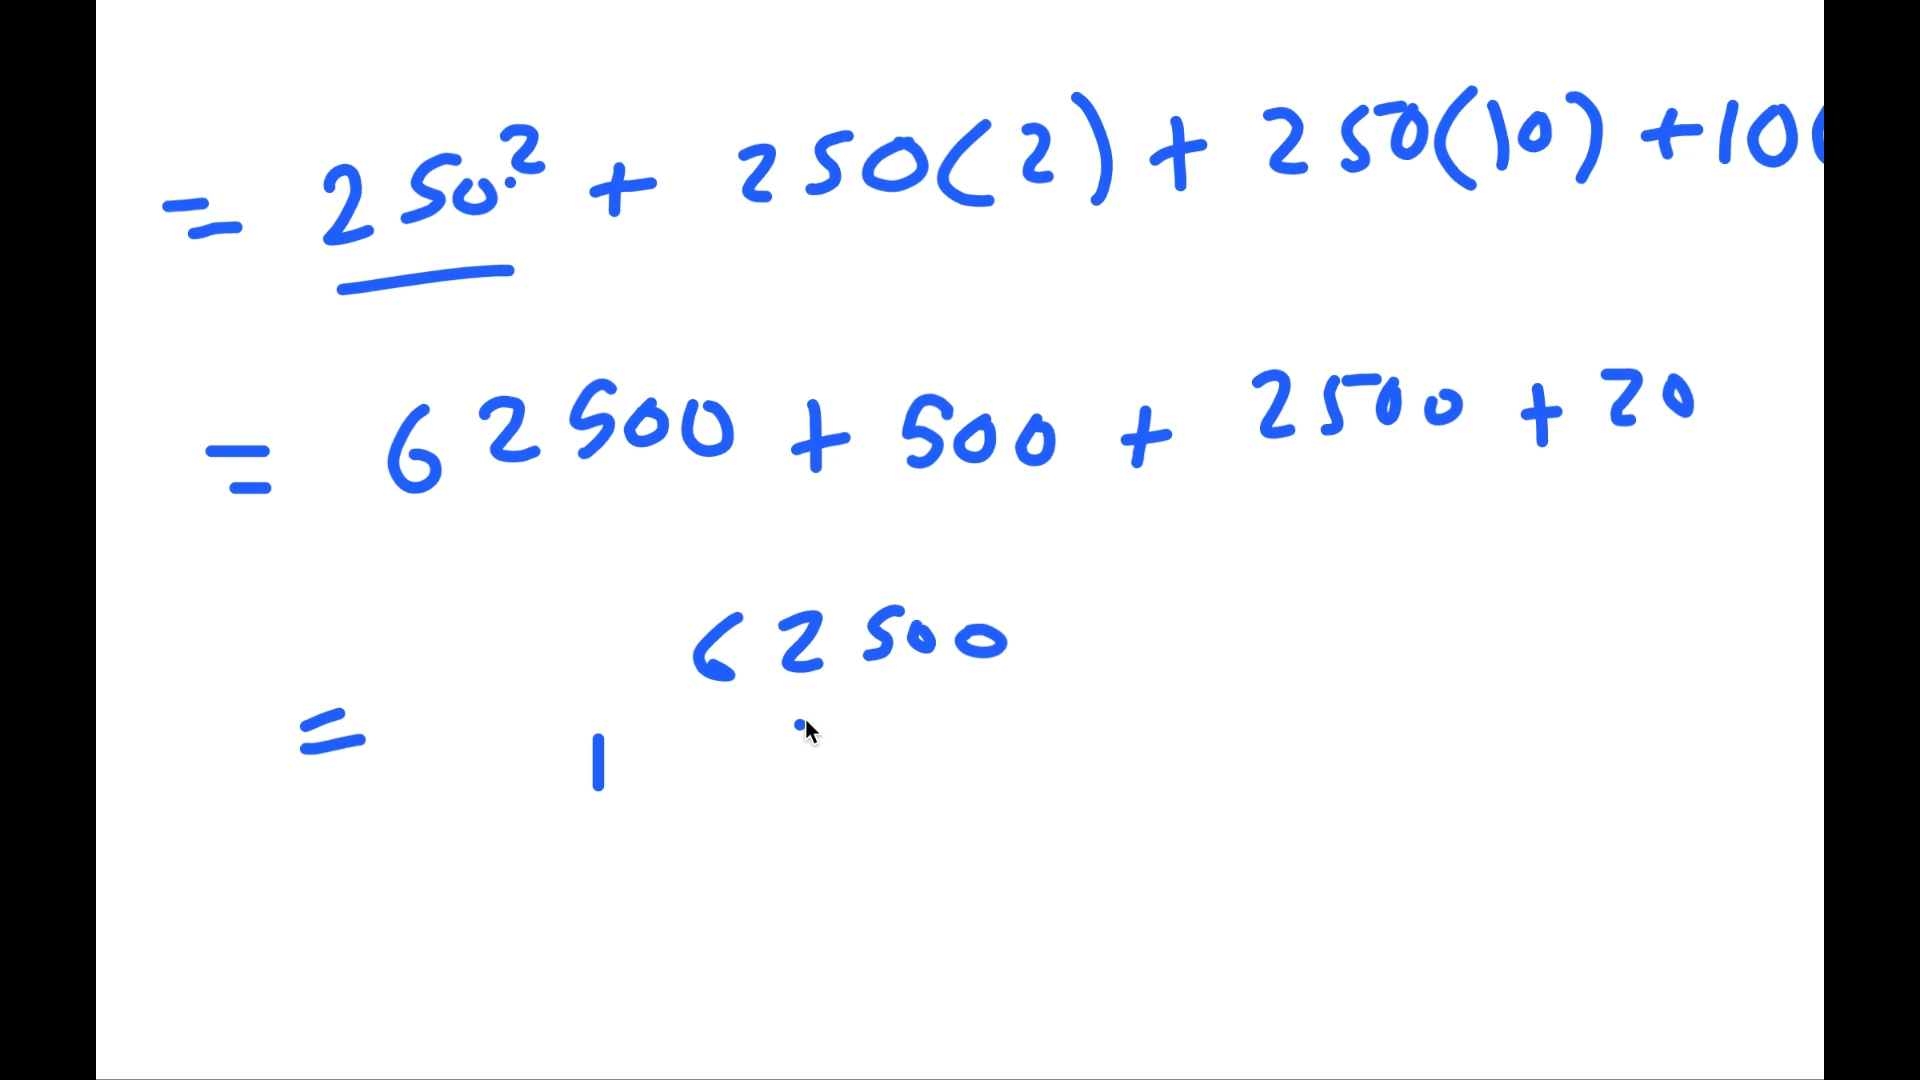 = 250² + 250(2) + 250(10) + 10
= 62500 + 500 + 2500 + 20
62500
=
1